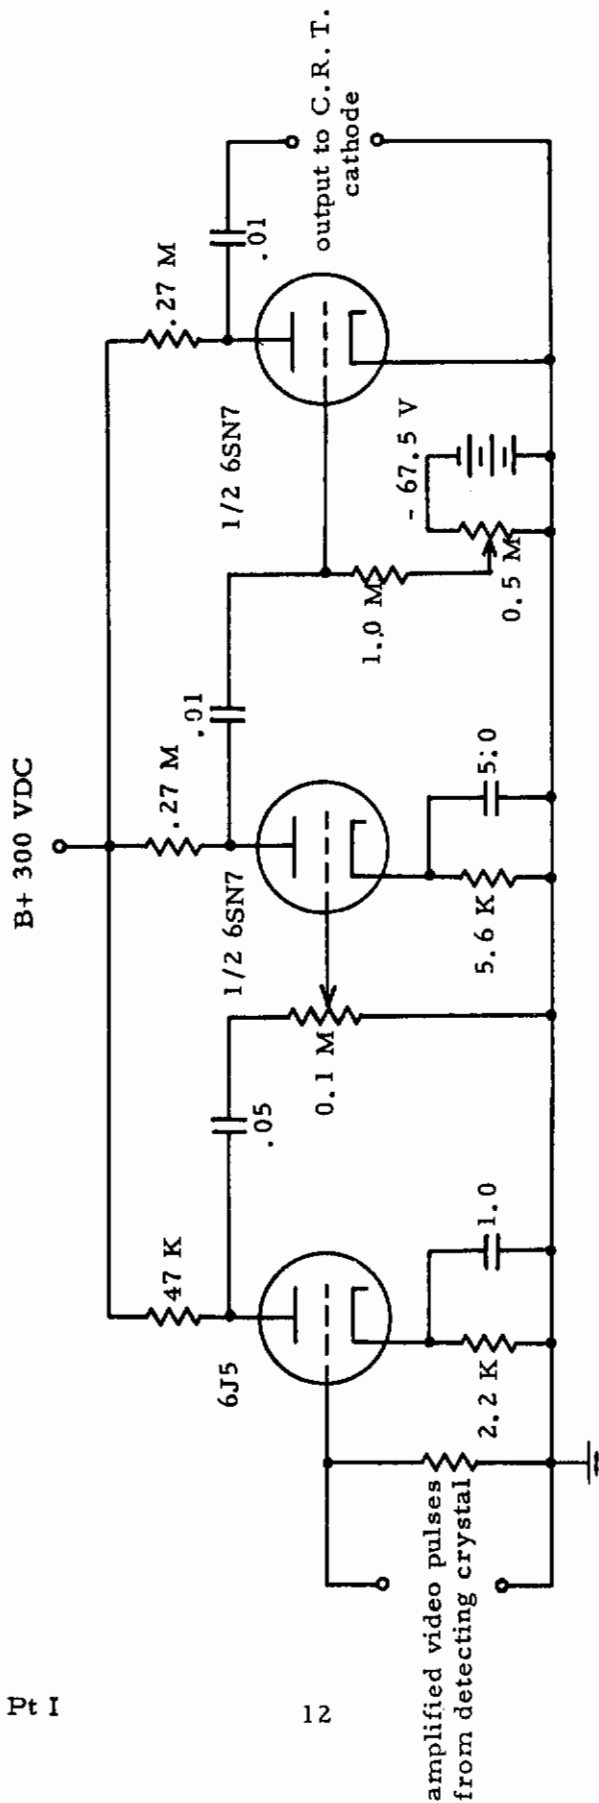 B+ 300 VDC
47 K
.27 M
.27 M
6J5
.05
1/2 6SN7
.01
1/2 6SN7
.01
output to C.R.T.
cathode
0.1 M
1.0 M
- 67.5 V
0.5 M
2.2 K
1.0
5.6 K
5.0
amplified video pulses
from detecting crystal
Pt I
12